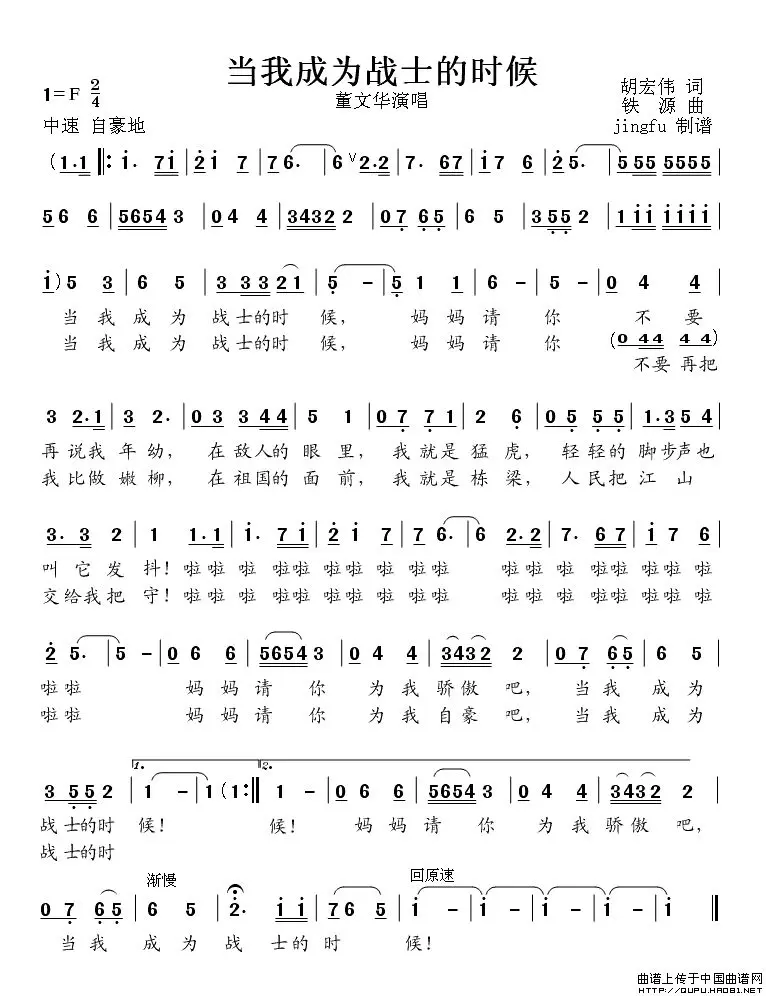 当我成为战士的时候
1=F 2/4
董文华演唱
胡宏伟 词
铁 源 曲
中速 自豪地
jingfu 制谱
(1.1 ‖: i. 7i | 2i 7 | 76. | 6 ∨2.2 | 7. 67 | i7 6 | 25. | 555 5555 |
56 6 | 5654 3 | 04 4 | 3432 2 | 07 65 | 6 5 | 355 2 | 1 ii iiii |
i) 5 3 | 6 5 | 3 33 21 | 5 - | 5 1 1 | 6 - | 5 - | 0 4 4 |
当 我 成 为 战 士的时 候, 妈 妈 请 你 不 要
当 我 成 为 战 士的时 候, 妈 妈 请 你 (0 44 4 4)
不要 再把
3 2.1 | 3 2. | 03 3 44 | 5 1 | 07 71 | 2 6 | 05 55 | 1.3 54 |
再 说我 年 幼, 在 敌人的 眼 里, 我 就是 猛 虎, 轻 轻的 脚步声也
我 比做 嫩 柳, 在 祖国的 面 前, 我 就是 栋 梁, 人 民把 江 山
3.3 2 | 1 1.1 | i. 7i | 2i 7 | 76. | 6 2.2 | 7. 67 | i7 6 |
叫 它 发 抖! 啦 啦 啦 啦啦 啦啦 啦 啦啦 啦 啦 啦 啦啦 啦啦 啦
交给我 把 守! 啦 啦 啦 啦啦 啦啦 啦 啦啦 啦 啦 啦 啦啦 啦啦 啦
2 5. | 5 - | 06 6 | 5654 3 | 04 4 | 3432 2 | 07 65 | 6 5 |
啦啦 妈 妈 请 你 为 我 骄傲 吧, 当 我 成 为
啦啦 妈 妈 请 你 为 我 自豪 吧, 当 我 成 为
1. 2.
3 55 2 | 1 - | 1 (1. :‖ 1 - | 06 6 | 5654 3 | 04 4 | 3432 2 |
战 士的时 候! 候! 妈 妈 请 你 为 我 骄傲 吧,
战 士的时
渐慢 回原速
07 65 | 6 5 | 2. ii | 76 5 | i - | i - | i - | i - ‖
当 我 成 为 战 士 的 时 候!
曲谱上传于中国曲谱网
HTTP://QUPU.HAO81.NET